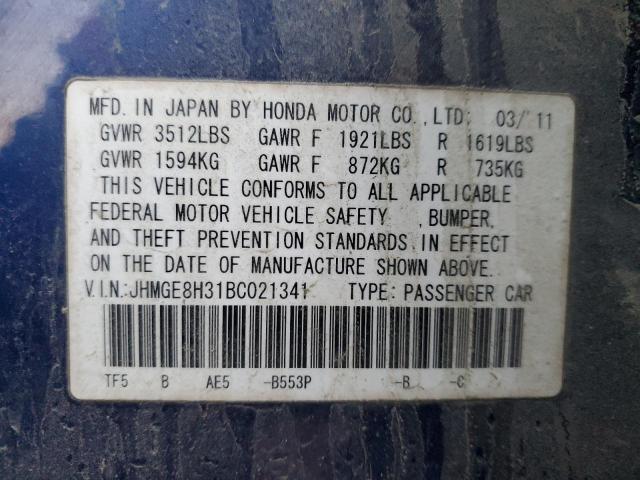 MFD. IN JAPAN BY HONDA MOTOR CO., LTD; 03/ 11
GVWR 3512LBS GAWR F 1921LBS R 1619LBS
GVWR 1594KG GAWR F 872KG R 735KG
THIS VEHICLE CONFORMS TO ALL APPLICABLE
FEDERAL MOTOR VEHICLE SAFETY , BUMPER,
AND THEFT PREVENTION STANDARDS IN EFFECT
ON THE DATE OF MANUFACTURE SHOWN ABOVE.
V.I.N.:JHMGE8H31BC021341 TYPE: PASSENGER CAR
TF5 B AE5 -B553P -B -C